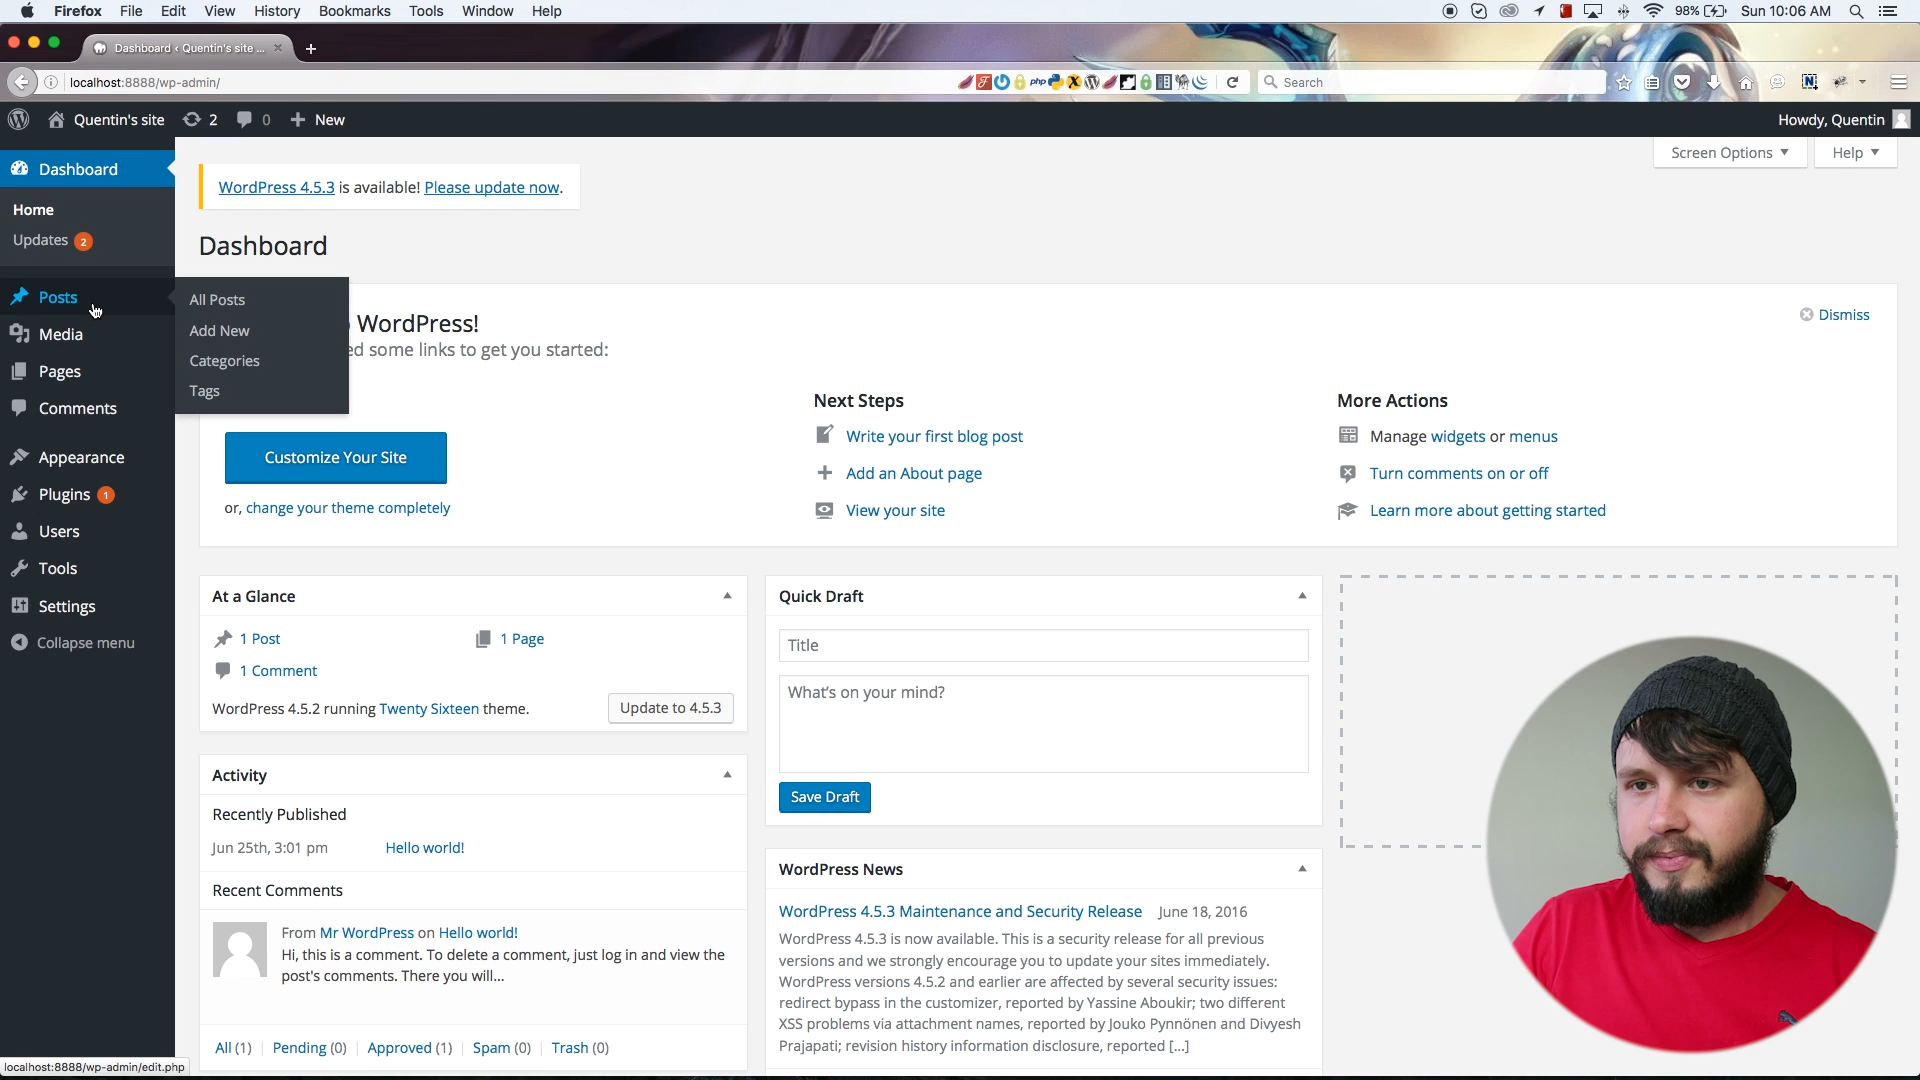 Firefox File Edit View History Bookmarks Tools Window Help
98% Sun 10:06 AM
Dashboard ‹ Quentin's site ...
localhost:8888/wp-admin/
php
Search
Quentin's site 2 0 New
Howdy, Quentin
Screen Options Help
Dashboard
Home
Updates 2
Posts
Media
Pages
Comments
Appearance
Plugins 1
Users
Tools
Settings
Collapse menu
All Posts
Add New
Categories
Tags
WordPress 4.5.3 is available! Please update now.
Dashboard
WordPress!
ed some links to get you started:
Dismiss
Customize Your Site
or, change your theme completely
Next Steps
Write your first blog post
Add an About page
View your site
More Actions
Manage widgets or menus
Turn comments on or off
Learn more about getting started
At a Glance
1 Post 1 Page
1 Comment
WordPress 4.5.2 running Twenty Sixteen theme.
Update to 4.5.3
Activity
Recently Published
Jun 25th, 3:01 pm Hello world!
Recent Comments
From Mr WordPress on Hello world!
Hi, this is a comment. To delete a comment, just log in and view the
post's comments. There you will...
All (1) Pending (0) Approved (1) Spam (0) Trash (0)
Quick Draft
Title
What's on your mind?
Save Draft
WordPress News
WordPress 4.5.3 Maintenance and Security Release June 18, 2016
WordPress 4.5.3 is now available. This is a security release for all previous
versions and we strongly encourage you to update your sites immediately.
WordPress versions 4.5.2 and earlier are affected by several security issues:
redirect bypass in the customizer, reported by Yassine Aboukir; two different
XSS problems via attachment names, reported by Jouko Pynnönen and Divyesh
Prajapati; revision history information disclosure, reported [...]
localhost:8888/wp-admin/edit.php